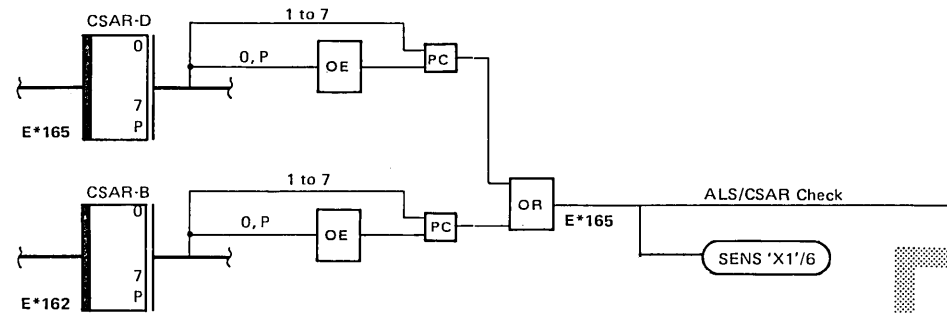 CSAR-D
0
7
P
E*165
1 to 7
0, P
OE
PC
CSAR-B
0
7
P
E*162
1 to 7
0, P
OE
PC
OR
E*165
ALS/CSAR Check
SENS 'X1'/6